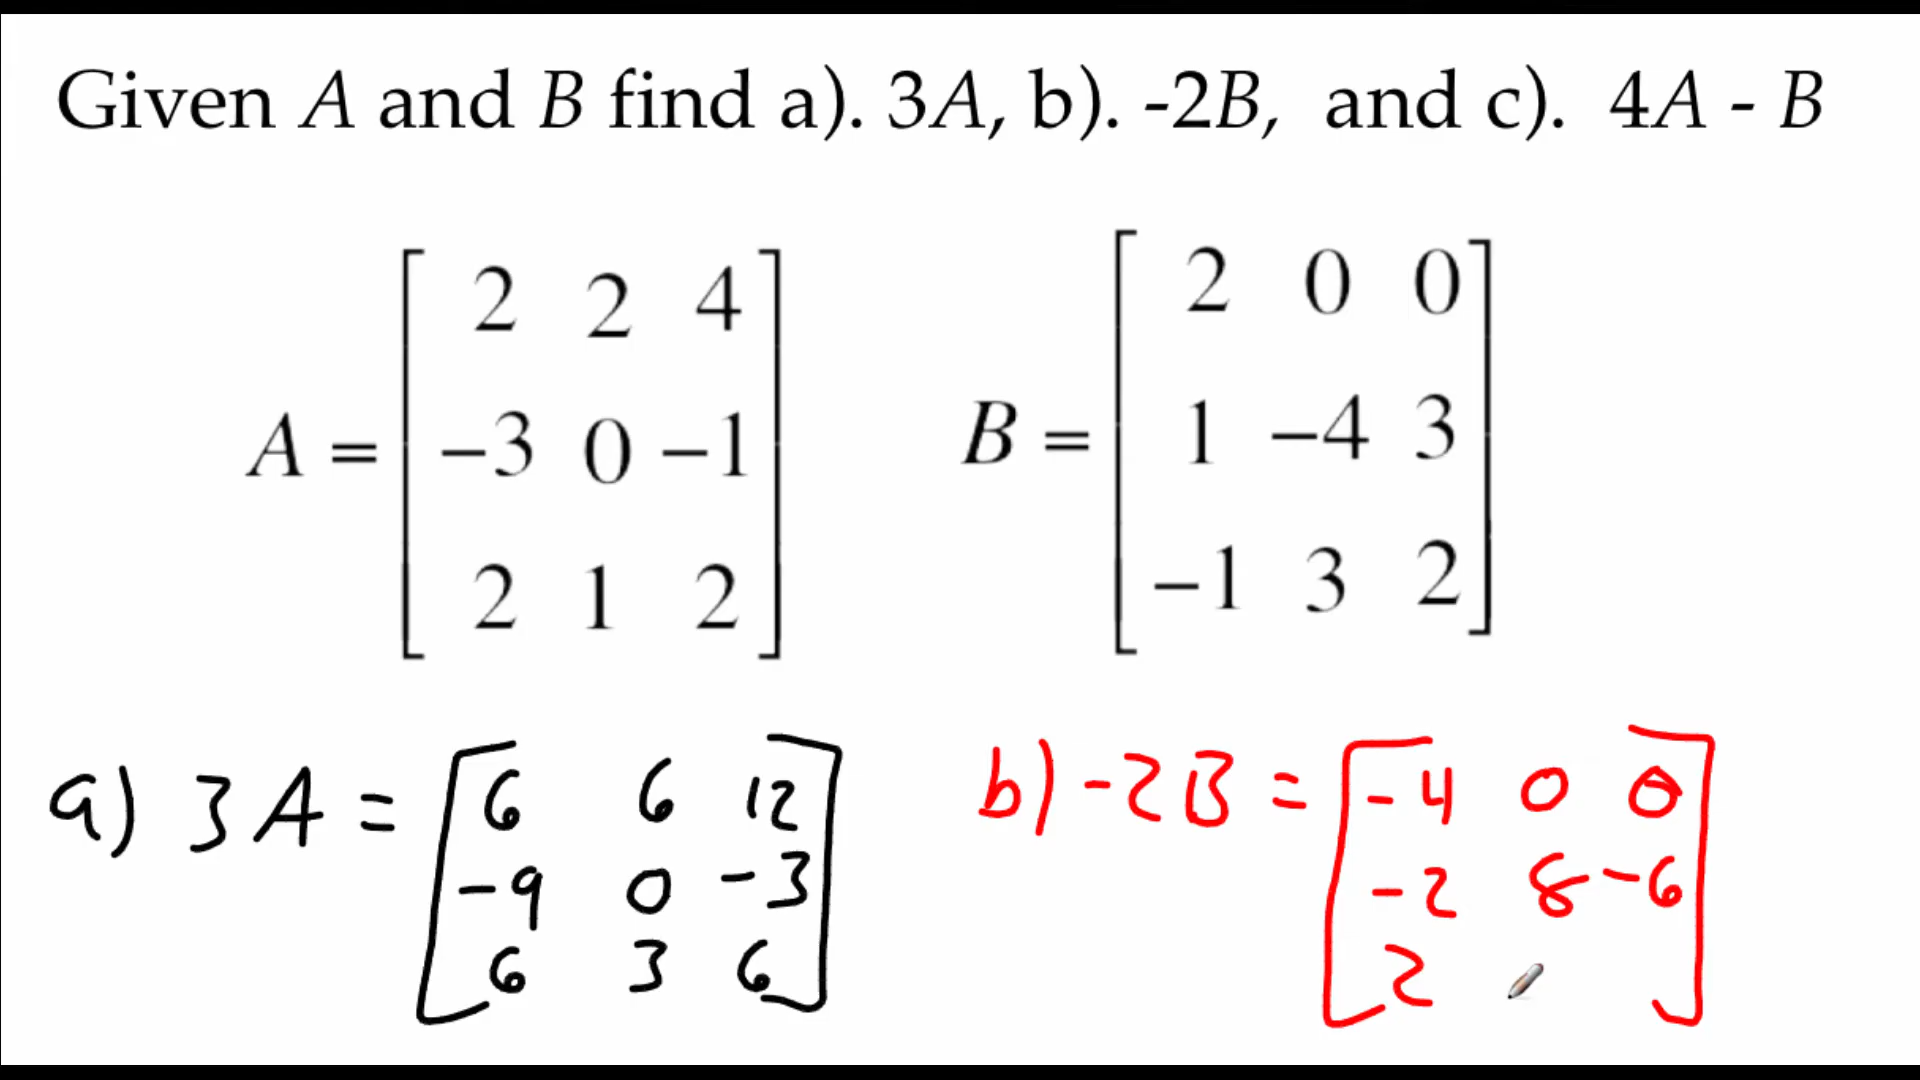 Given A and B find a). 3A, b). -2B, and c). 4A - B
A = [ 2 2 4
−3 0 −1
2 1 2 ]
B = [ 2 0 0
1 −4 3
−1 3 2 ]
a) 3A = [ 6 6 12
-9 0 -3
6 3 6 ]
b) -2B = [ -4 0 0
-2 8 -6
2 ]